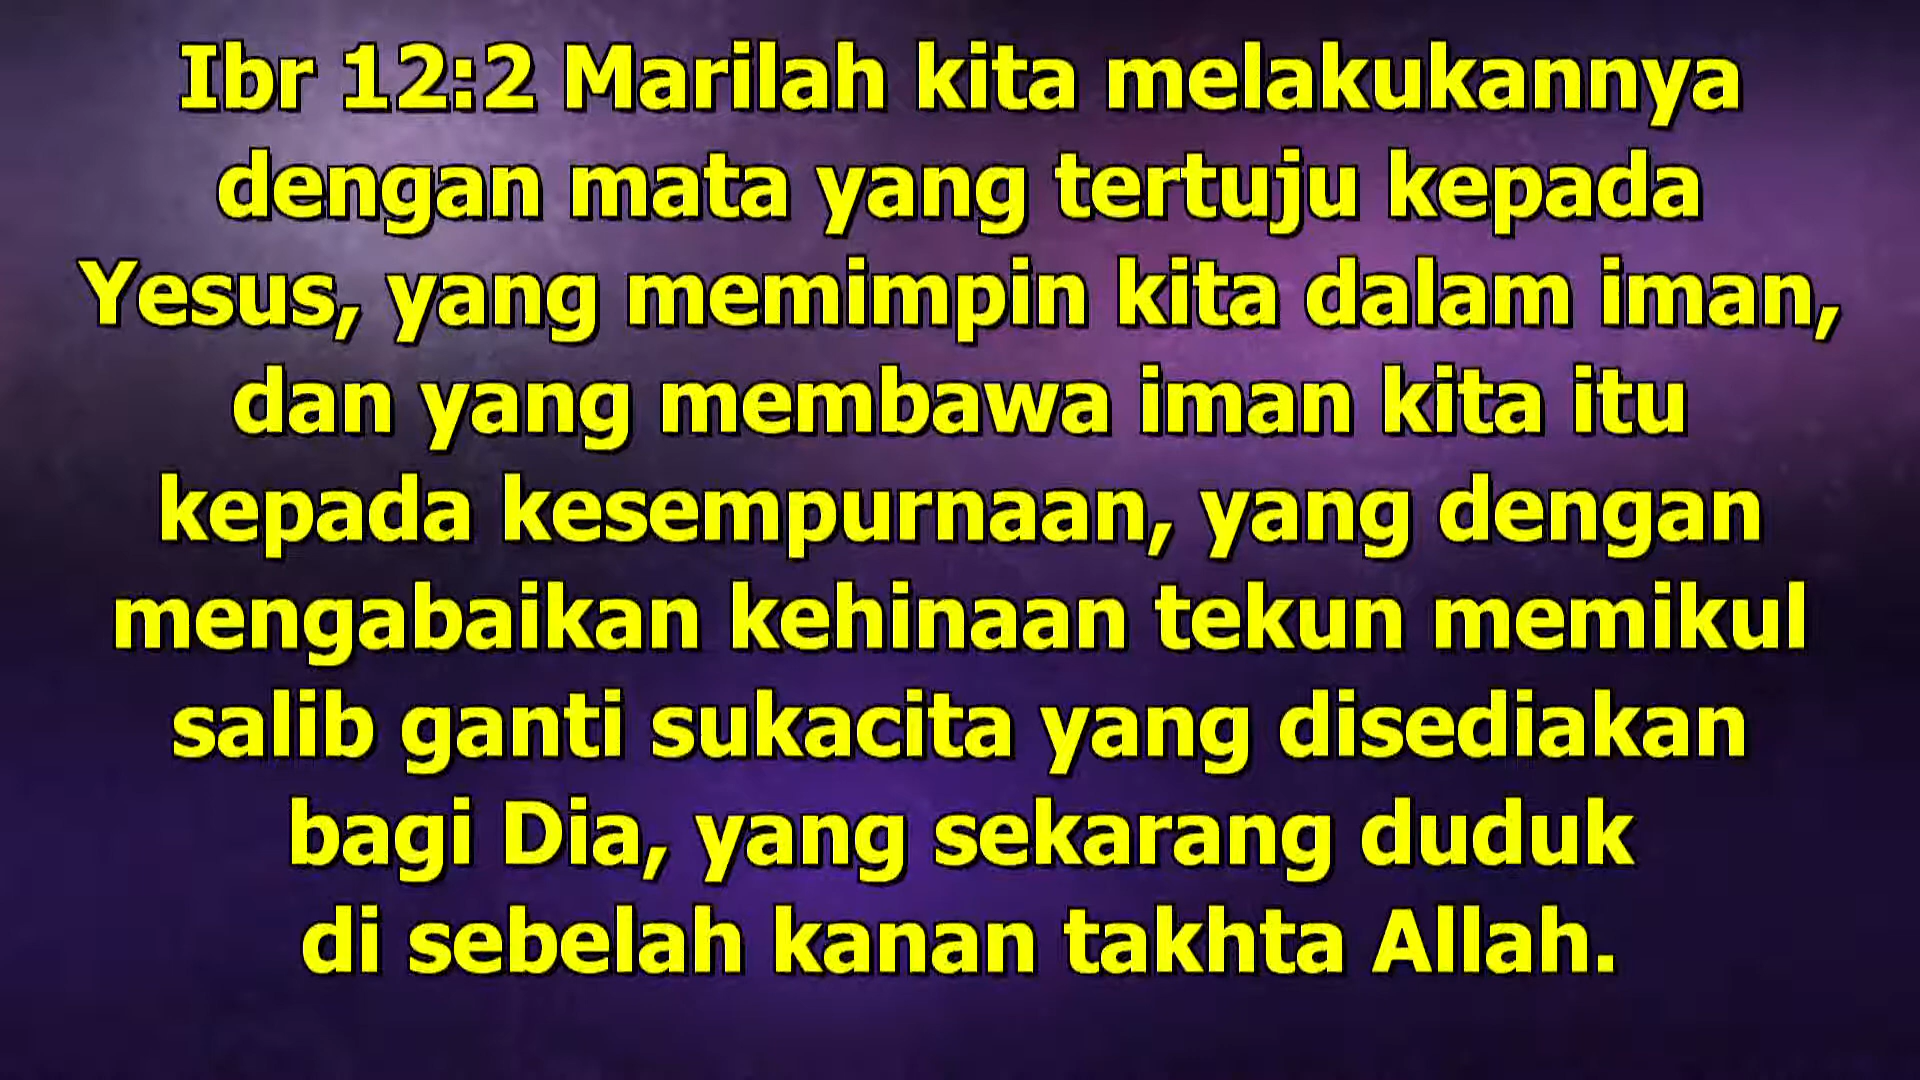 Ibr 12:2 Marilah kita melakukannya
dengan mata yang tertuju kepada
Yesus, yang memimpin kita dalam iman,
dan yang membawa iman kita itu
kepada kesempurnaan, yang dengan
mengabaikan kehinaan tekun memikul
salib ganti sukacita yang disediakan
bagi Dia, yang sekarang duduk
di sebelah kanan takhta Allah.